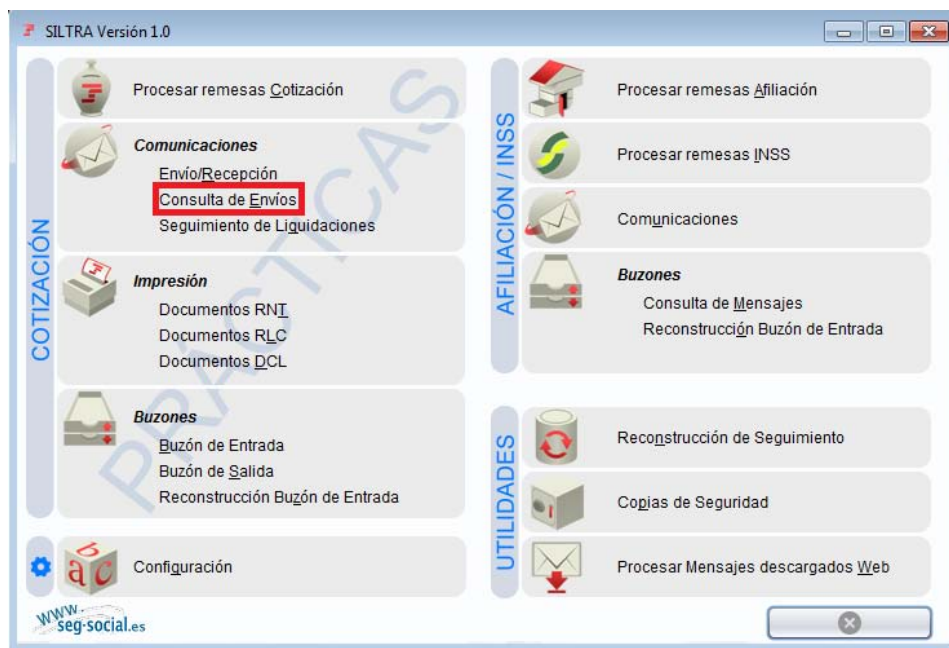 SILTRA Versión 1.0
COTIZACIÓN
Procesar remesas Cotización
Comunicaciones
Envío/Recepción
Consulta de Envíos
Seguimiento de Liquidaciones
Impresión
Documentos RNT
Documentos RLC
Documentos DCL
Buzones
Buzón de Entrada
Buzón de Salida
Reconstrucción Buzón de Entrada
PRÁCTICAS
abc
Configuración
www.
seg-social.es
AFILIACIÓN / INSS
Procesar remesas Afiliación
Procesar remesas INSS
Comunicaciones
Buzones
Consulta de Mensajes
Reconstrucción Buzón de Entrada
UTILIDADES
Reconstrucción de Seguimiento
Copias de Seguridad
Procesar Mensajes descargados Web